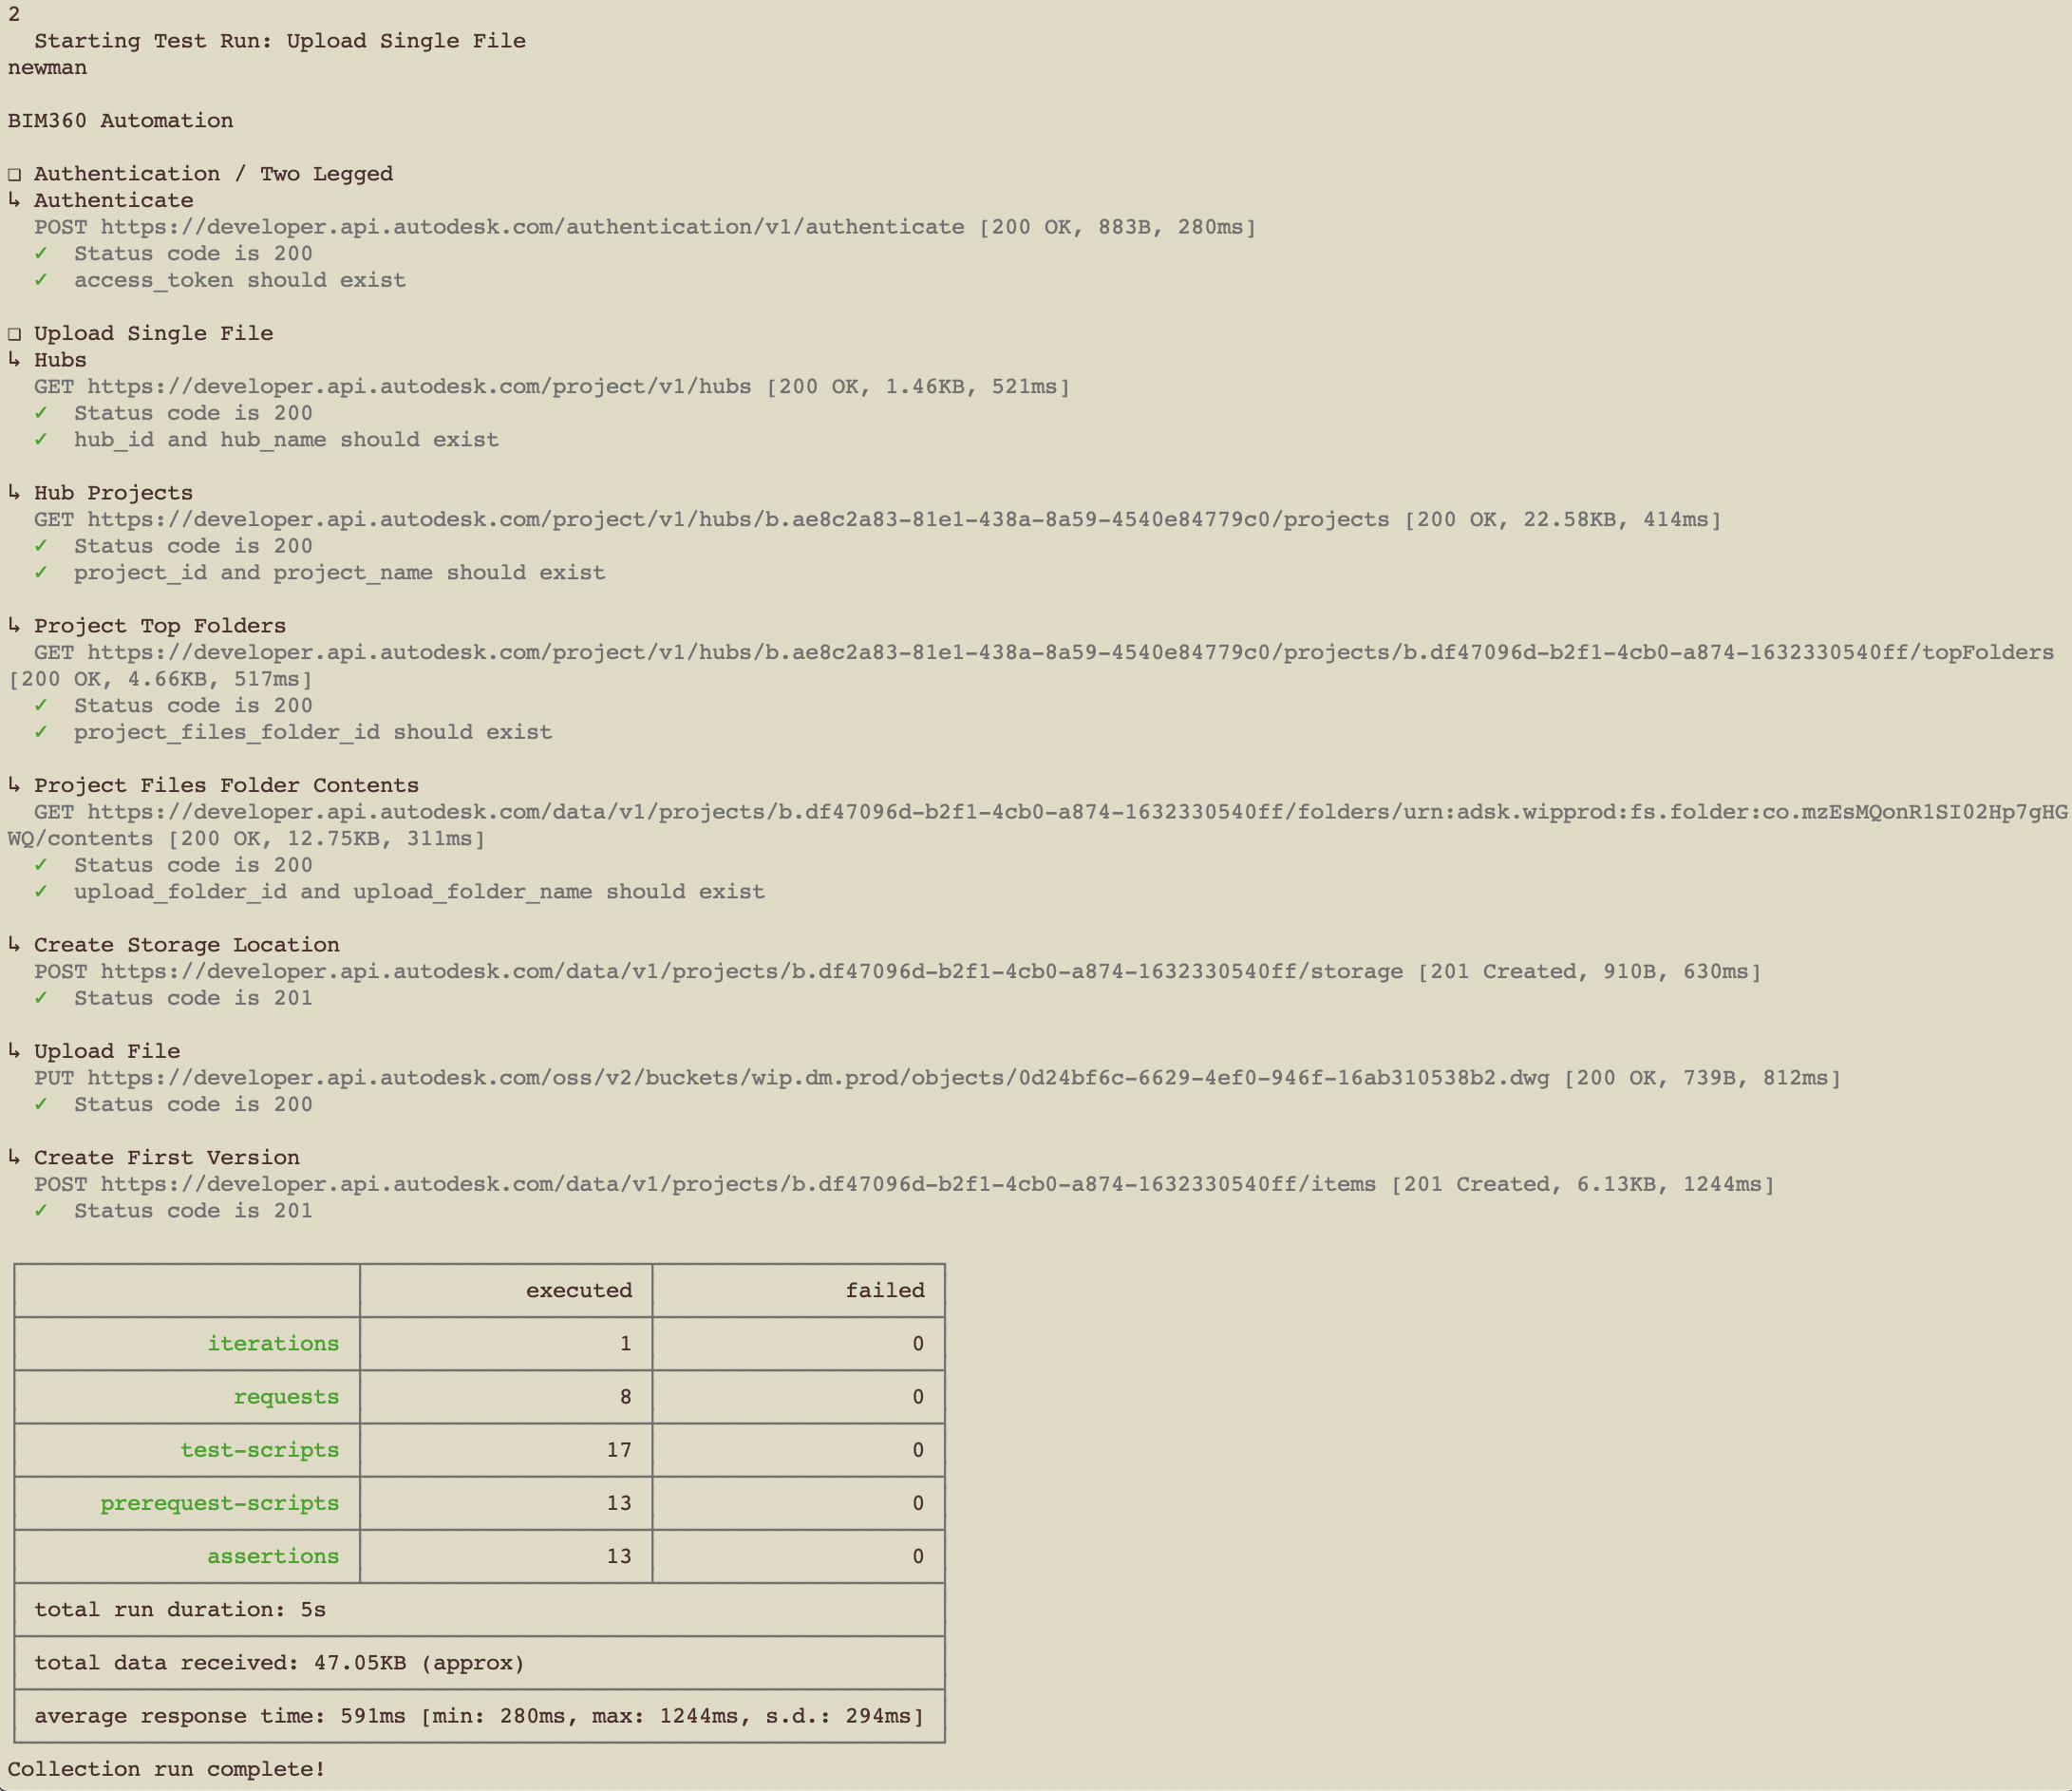 2
Starting Test Run: Upload Single File
newman
BIM360 Automation
❏ Authentication / Two Legged
↳ Authenticate
POST https://developer.api.autodesk.com/authentication/v1/authenticate [200 OK, 883B, 280ms]
✓ Status code is 200
✓ access_token should exist
❏ Upload Single File
↳ Hubs
GET https://developer.api.autodesk.com/project/v1/hubs [200 OK, 1.46KB, 521ms]
✓ Status code is 200
✓ hub_id and hub_name should exist
↳ Hub Projects
GET https://developer.api.autodesk.com/project/v1/hubs/b.ae8c2a83-81e1-438a-8a59-4540e84779c0/projects [200 OK, 22.58KB, 414ms]
✓ Status code is 200
✓ project_id and project_name should exist
↳ Project Top Folders
GET https://developer.api.autodesk.com/project/v1/hubs/b.ae8c2a83-81e1-438a-8a59-4540e84779c0/projects/b.df47096d-b2f1-4cb0-a874-1632330540ff/topFolders
[200 OK, 4.66KB, 517ms]
✓ Status code is 200
✓ project_files_folder_id should exist
↳ Project Files Folder Contents
GET https://developer.api.autodesk.com/data/v1/projects/b.df47096d-b2f1-4cb0-a874-1632330540ff/folders/urn:adsk.wipprod:fs.folder:co.mzEsMQonR1SI02Hp7gHG
WQ/contents [200 OK, 12.75KB, 311ms]
✓ Status code is 200
✓ upload_folder_id and upload_folder_name should exist
↳ Create Storage Location
POST https://developer.api.autodesk.com/data/v1/projects/b.df47096d-b2f1-4cb0-a874-1632330540ff/storage [201 Created, 910B, 630ms]
✓ Status code is 201
↳ Upload File
PUT https://developer.api.autodesk.com/oss/v2/buckets/wip.dm.prod/objects/0d24bf6c-6629-4ef0-946f-16ab310538b2.dwg [200 OK, 739B, 812ms]
✓ Status code is 200
↳ Create First Version
POST https://developer.api.autodesk.com/data/v1/projects/b.df47096d-b2f1-4cb0-a874-1632330540ff/items [201 Created, 6.13KB, 1244ms]
✓ Status code is 201
executed failed
iterations 1 0
requests 8 0
test-scripts 17 0
prerequest-scripts 13 0
assertions 13 0
total run duration: 5s
total data received: 47.05KB (approx)
average response time: 591ms [min: 280ms, max: 1244ms, s.d.: 294ms]
Collection run complete!